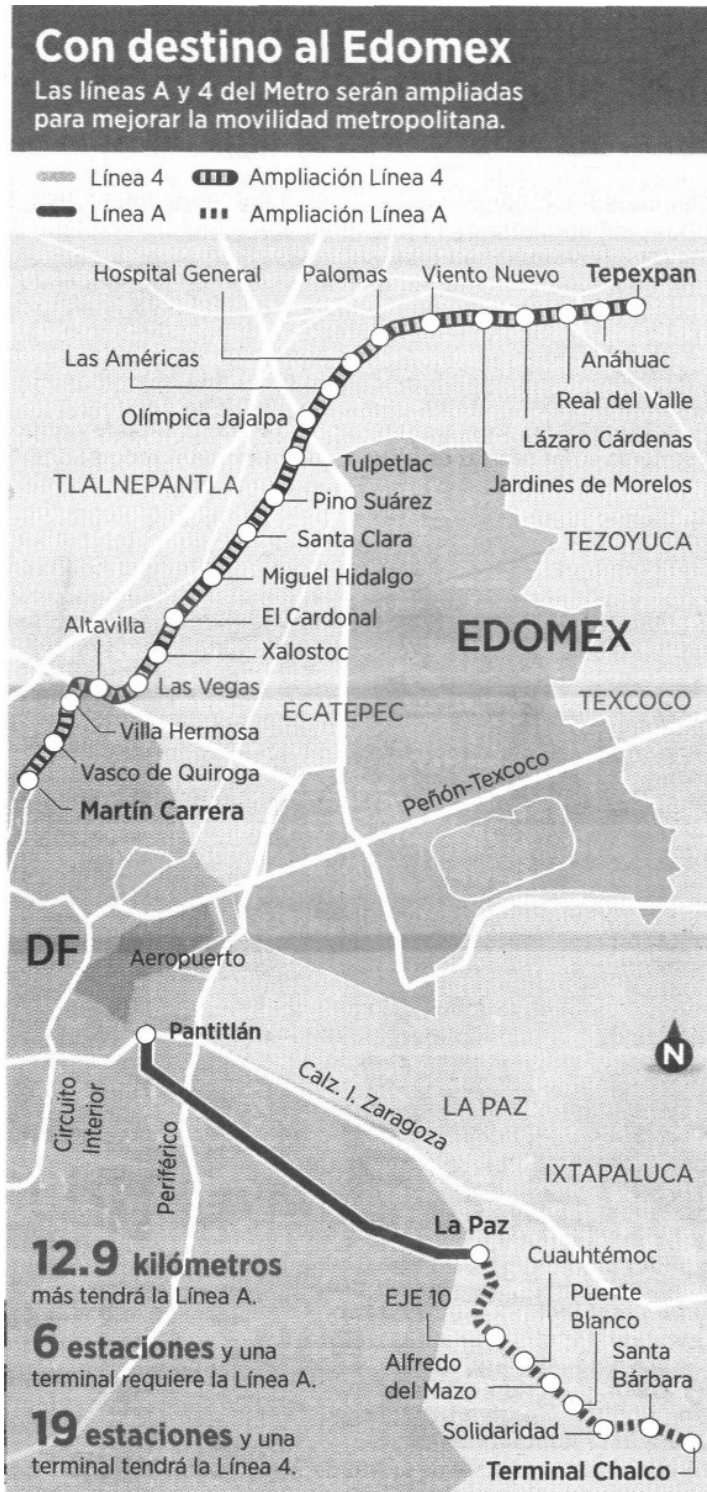 Con destino al Edomex
Las líneas A y 4 del Metro serán ampliadas
para mejorar la movilidad metropolitana.
Línea 4
Ampliación Línea 4
Línea A
Ampliación Línea A
Hospital General
Palomas
Viento Nuevo
Tepexpan
Las Américas
Anáhuac
Olímpica Jajalpa
Real del Valle
Lázaro Cárdenas
Tulpetlac
Jardines de Morelos
TLALNEPANTLA
Pino Suárez
Santa Clara
TEZOYUCA
Miguel Hidalgo
El Cardonal
Altavilla
EDOMEX
Xalostoc
Las Vegas
ECATEPEC
TEXCOCO
Villa Hermosa
Vasco de Quiroga
Peñón-Texcoco
Martín Carrera
DF
Aeropuerto
Pantitlán
N
Circuito
Interior
Periférico
Calz. I. Zaragoza
LA PAZ
IXTAPALUCA
La Paz
Cuauhtémoc
EJE 10
Puente
Blanco
Alfredo
del Mazo
Santa
Bárbara
Solidaridad
Terminal Chalco
12.9 kilómetros
más tendrá la Línea A.
6 estaciones y una
terminal requiere la Línea A.
19 estaciones y una
terminal tendrá la Línea 4.